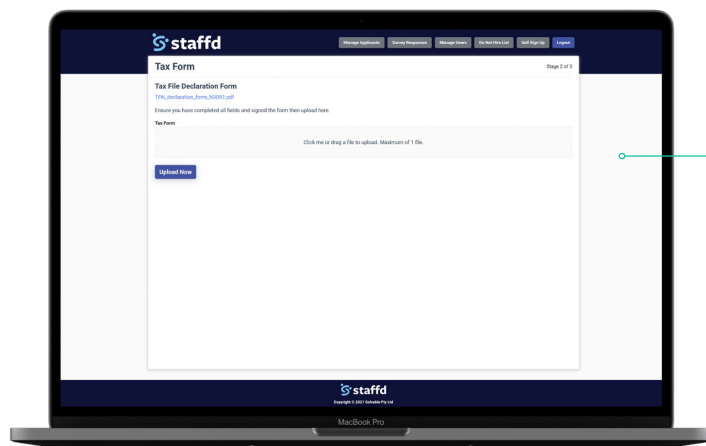 staffd
Manage Applicants Survey Responses Manage Users Do Not Hire List Self Sign Up Logout
Tax Form
Stage 2 of 3
Tax File Declaration Form
TFN_declaration_form_N3092.pdf
Ensure you have completed all fields and signed the form then upload here.
Tax Form
Click me or drag a file to upload. Maximum of 1 file.
Upload Now
staffd
Copyright © 2021 Solvable Pty Ltd
MacBook Pro